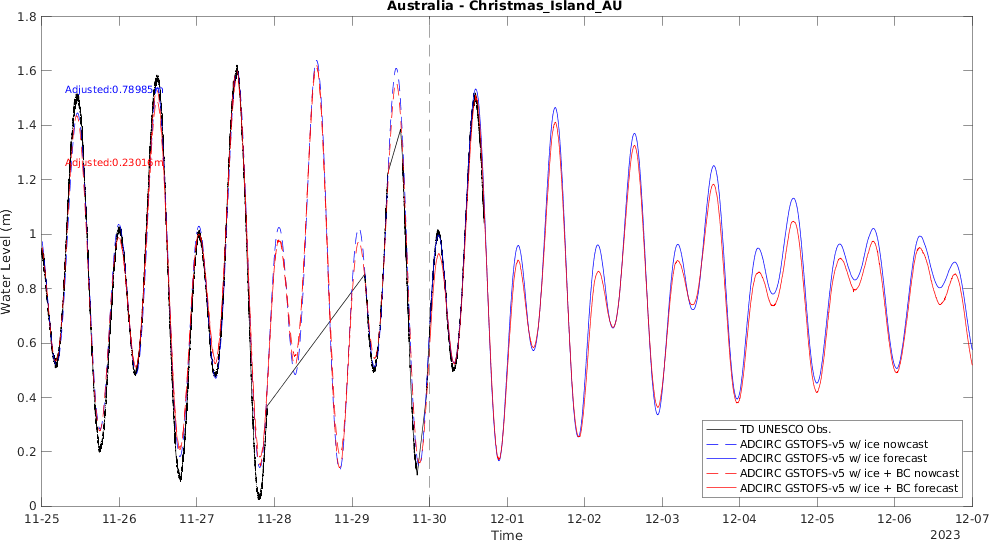 Australia - Christmas_Island_AU
Water Level (m)
1.8
1.6
1.4
1.2
1
0.8
0.6
0.4
0.2
0
Adjusted:0.78985m
Adjusted:0.23016m
TD UNESCO Obs.
ADCIRC GSTOFS-v5 w/ ice nowcast
ADCIRC GSTOFS-v5 w/ ice forecast
ADCIRC GSTOFS-v5 w/ ice + BC nowcast
ADCIRC GSTOFS-v5 w/ ice + BC forecast
11-25 11-26 11-27 11-28 11-29 11-30 12-01 12-02 12-03 12-04 12-05 12-06 12-07
Time
2023